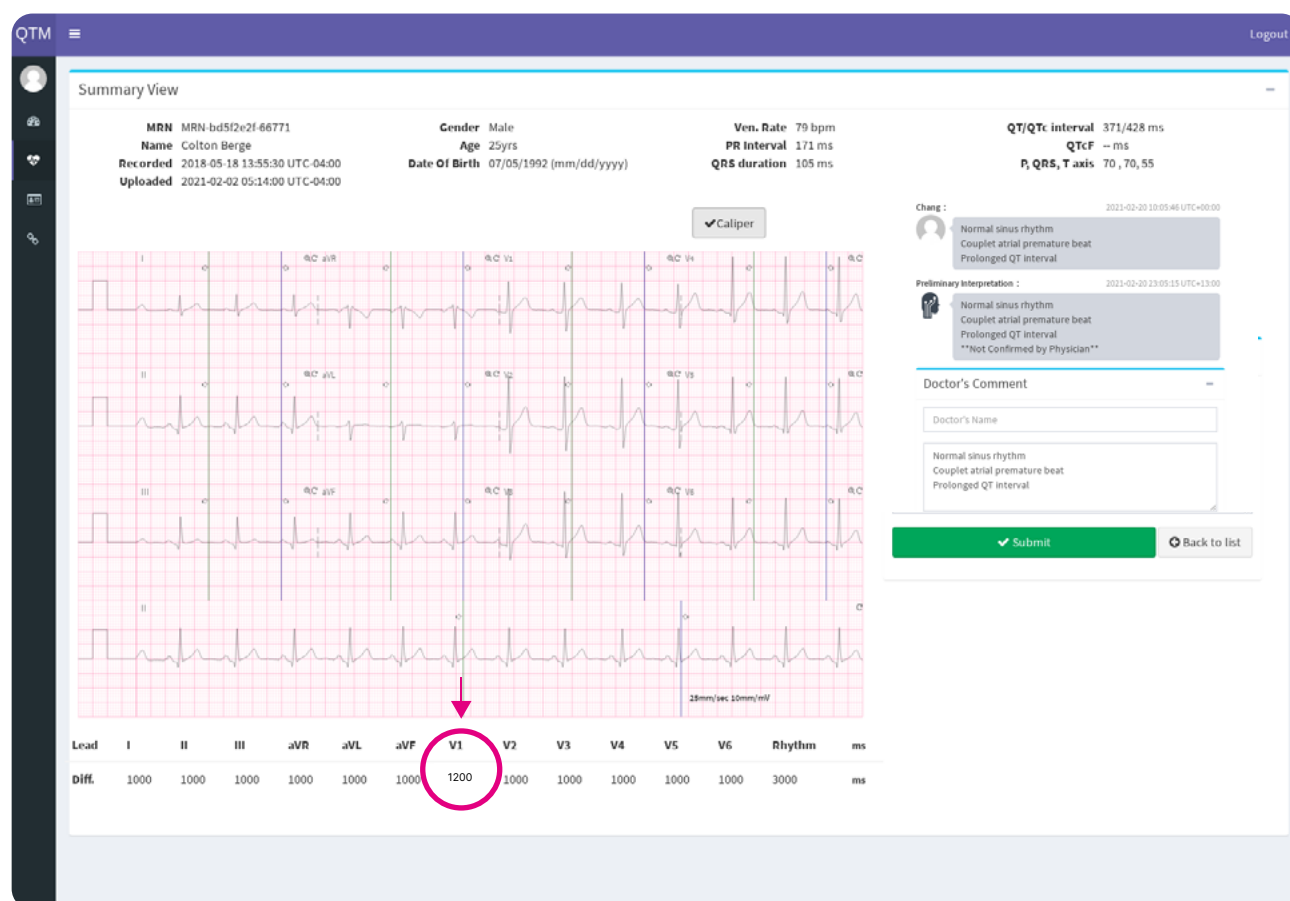 QTM
Logout
Summary View
MRN MRN-bd5f2e2f-66771
Name Colton Berge
Recorded 2018-05-18 13:55:30 UTC-04:00
Uploaded 2021-02-02 05:14:00 UTC-04:00
Gender Male
Age 25yrs
Date Of Birth 07/05/1992 (mm/dd/yyyy)
Ven. Rate 79 bpm
PR Interval 171 ms
QRS duration 105 ms
QT/QTc interval 371/428 ms
QTcF -- ms
P, QRS, T axis 70 , 70, 55
Caliper
I aVR V1 V4
II aVL V2 V5
III aVF V3 V6
II
25mm/sec 10mm/mV
Lead I II III aVR aVL aVF V1 V2 V3 V4 V5 V6 Rhythm ms
Diff. 1000 1000 1000 1000 1000 1000 1200 1000 1000 1000 1000 1000 3000 ms
Chang : 2021-02-20 10:05:46 UTC+00:00
Normal sinus rhythm
Couplet atrial premature beat
Prolonged QT interval
Preliminary Interpretation : 2021-02-20 23:05:15 UTC+13:00
Normal sinus rhythm
Couplet atrial premature beat
Prolonged QT interval
**Not Confirmed by Physician**
Doctor's Comment
Doctor's Name
Normal sinus rhythm
Couplet atrial premature beat
Prolonged QT interval
Submit
Back to list